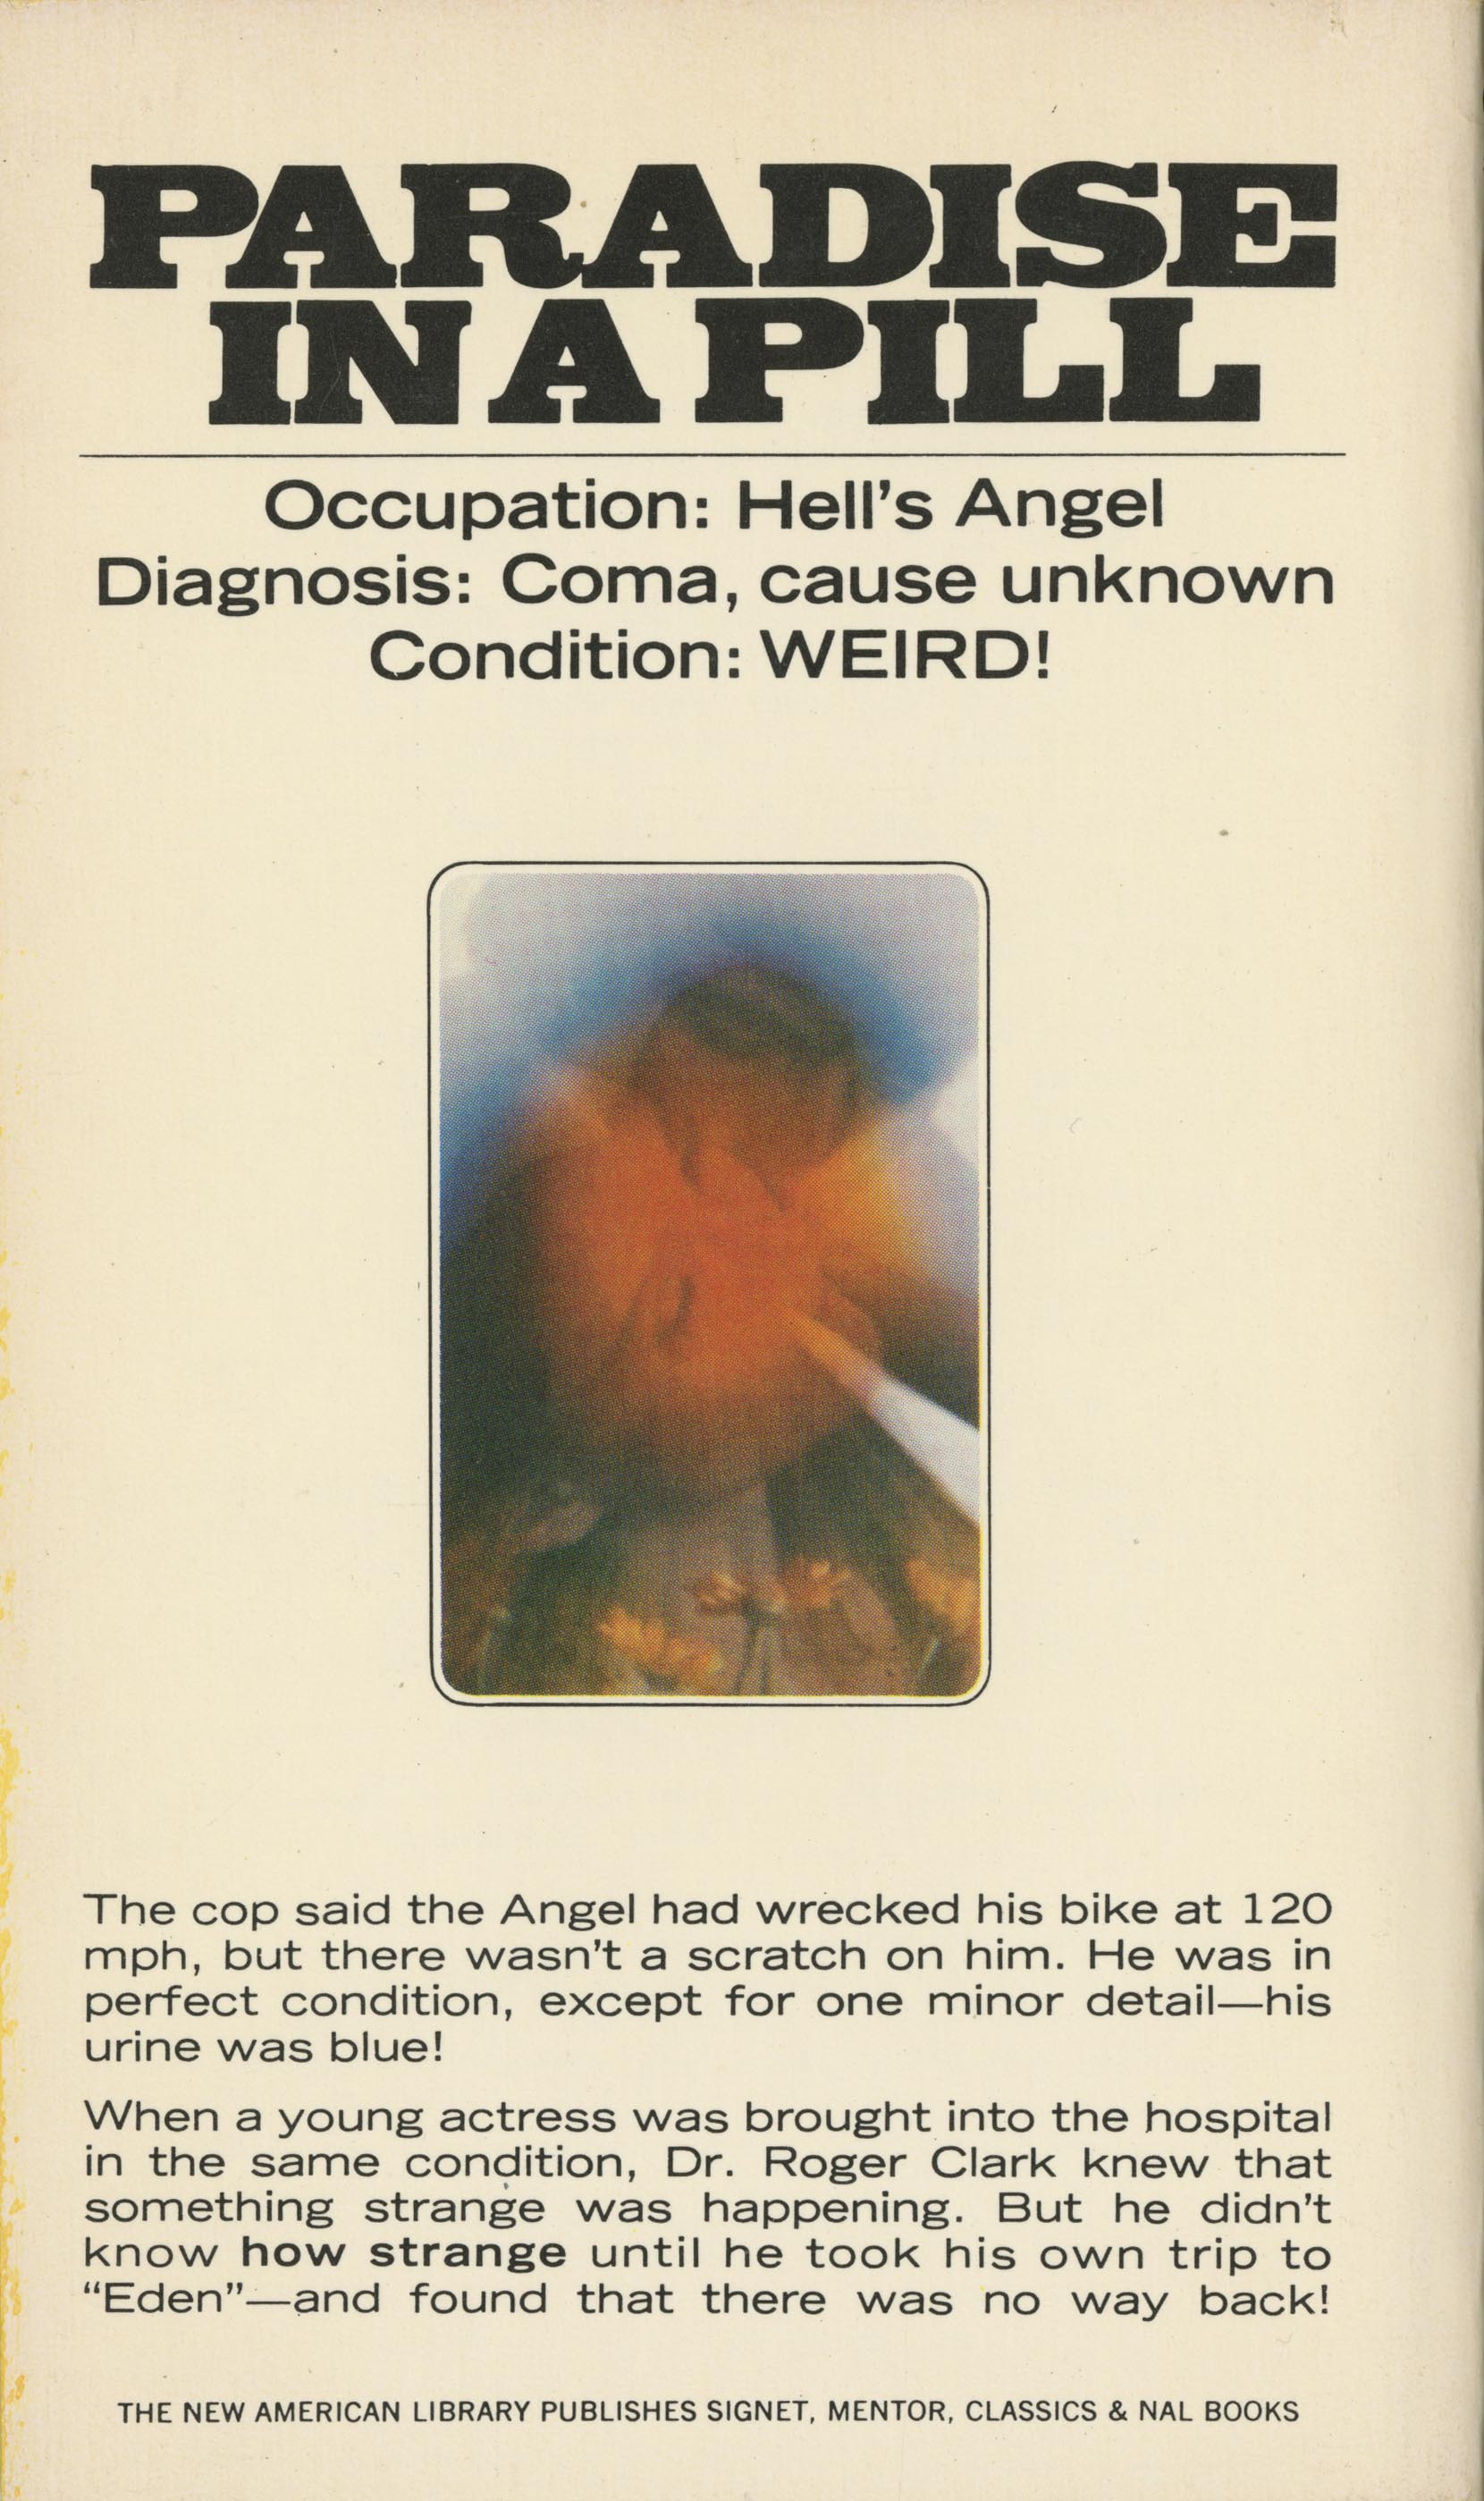 PARADISE
IN A PILL
Occupation: Hell's Angel
Diagnosis: Coma, cause unknown
Condition: WEIRD!
The cop said the Angel had wrecked his bike at 120
mph, but there wasn't a scratch on him. He was in
perfect condition, except for one minor detail—his
urine was blue!
When a young actress was brought into the hospital
in the same condition, Dr. Roger Clark knew that
something strange was happening. But he didn't
know how strange until he took his own trip to
“Eden”—and found that there was no way back!
THE NEW AMERICAN LIBRARY PUBLISHES SIGNET, MENTOR, CLASSICS & NAL BOOKS